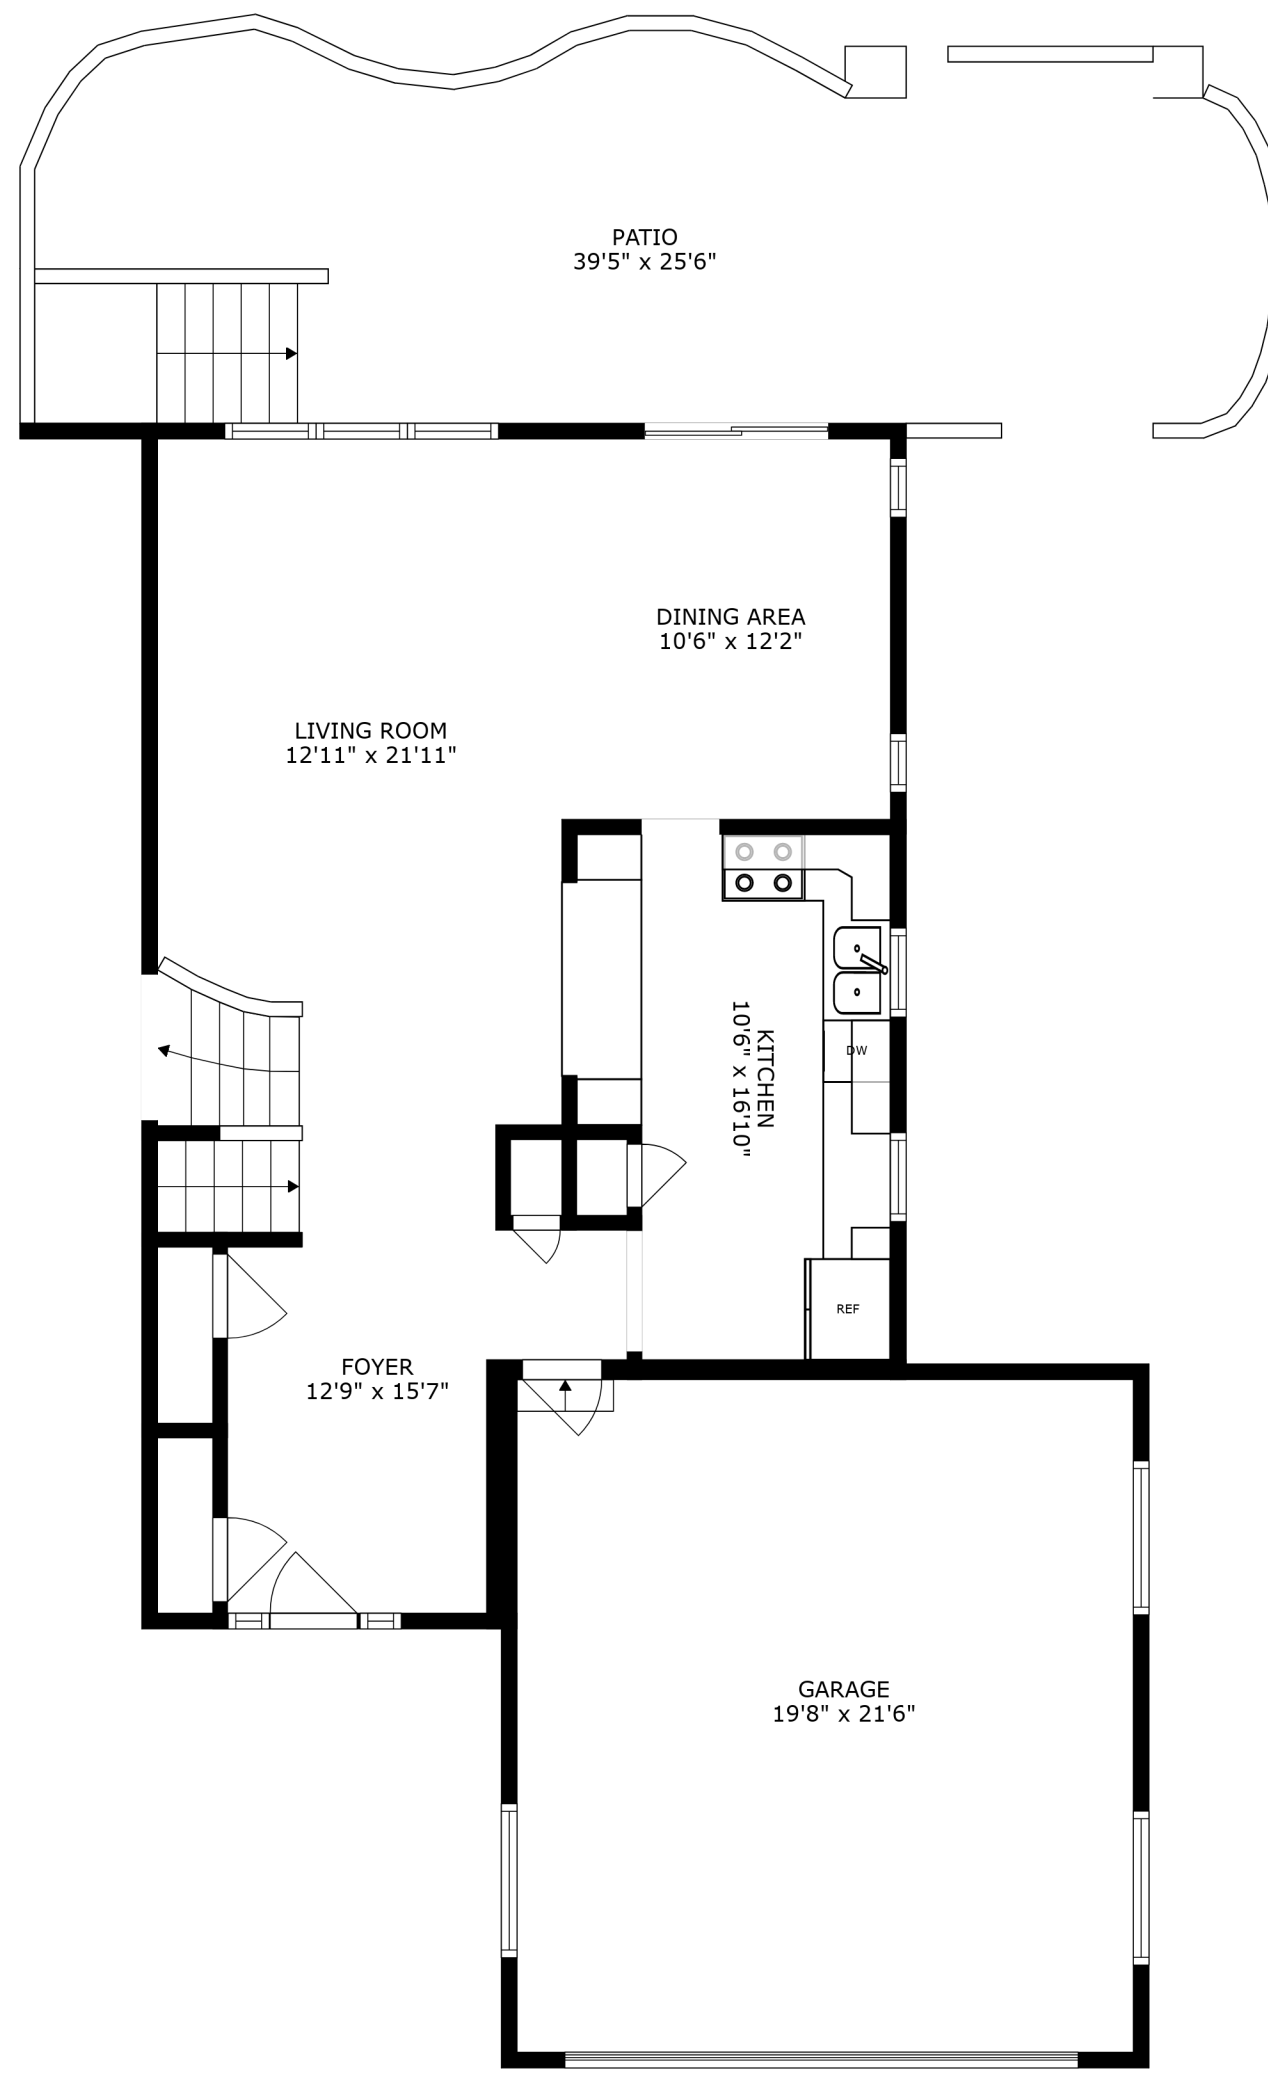 PATIO
39'5" x 25'6"
DINING AREA
10'6" x 12'2"
LIVING ROOM
12'11" x 21'11"
KITCHEN
10'6" x 16'10"
DW
REF
FOYER
12'9" x 15'7"
GARAGE
19'8" x 21'6"